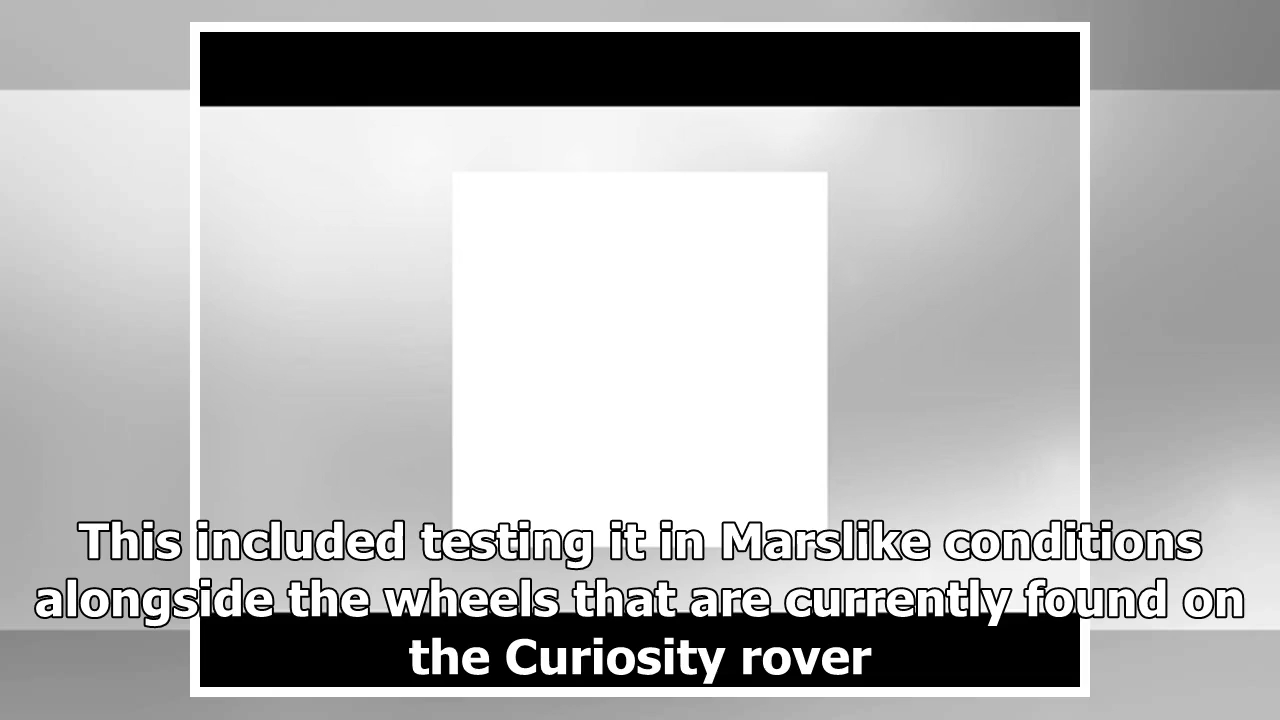 This included testing it in Marslike conditions
alongside the wheels that are currently found on
the Curiosity rover